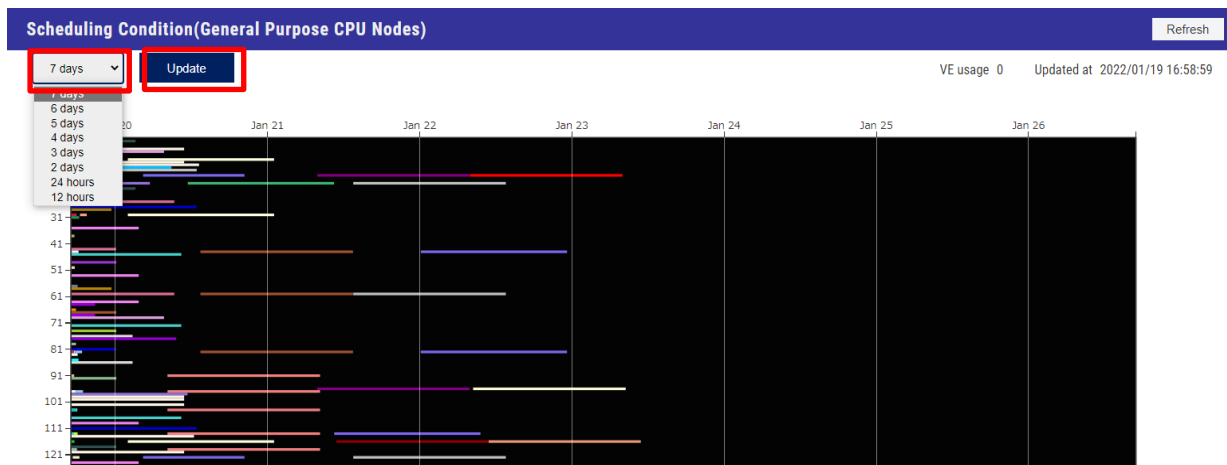 Scheduling Condition(General Purpose CPU Nodes)
Refresh
7 days
Update
VE usage 0
Updated at 2022/01/19 16:58:59
7 days
6 days
5 days
4 days
3 days
2 days
24 hours
12 hours
20
Jan 21
Jan 22
Jan 23
Jan 24
Jan 25
Jan 26
31
41
51
61
71
81
91
101
111
121